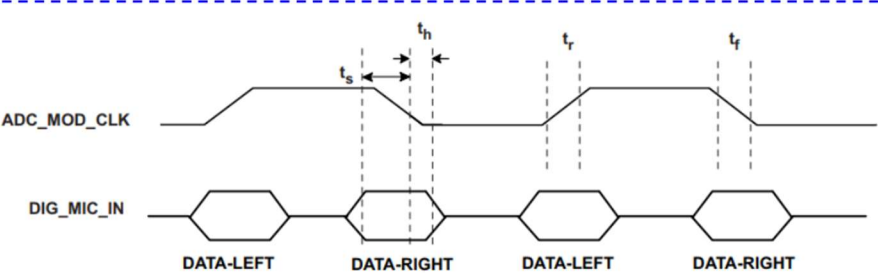 th
ts
tr
tf
ADC_MOD_CLK
DIG_MIC_IN
DATA-LEFT DATA-RIGHT DATA-LEFT DATA-RIGHT